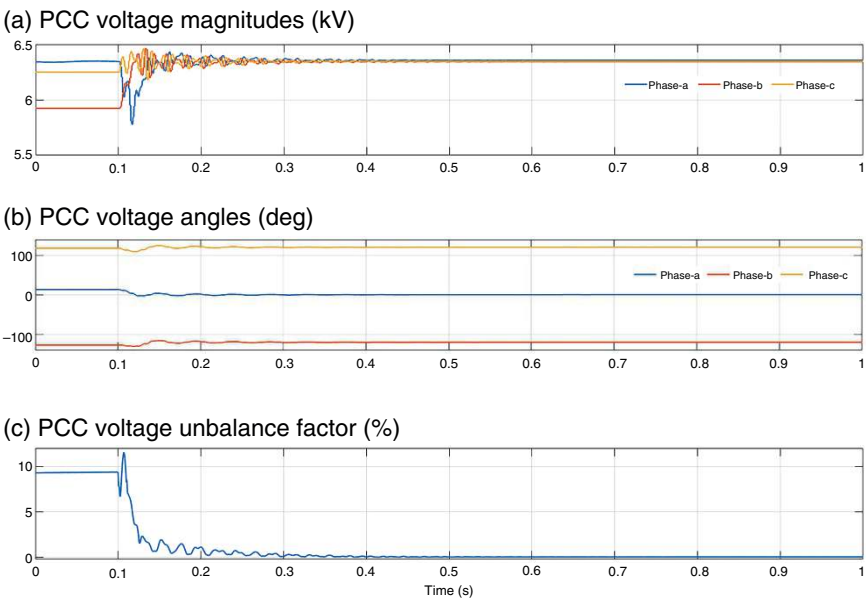 (a) PCC voltage magnitudes (kV)
6.5
6
5.5
Phase-a Phase-b Phase-c
0 0.1 0.2 0.3 0.4 0.5 0.6 0.7 0.8 0.9 1
(b) PCC voltage angles (deg)
100
0
−100
Phase-a Phase-b Phase-c
0 0.1 0.2 0.3 0.4 0.5 0.6 0.7 0.8 0.9 1
(c) PCC voltage unbalance factor (%)
10
5
0
0 0.1 0.2 0.3 0.4 0.5 0.6 0.7 0.8 0.9 1
Time (s)